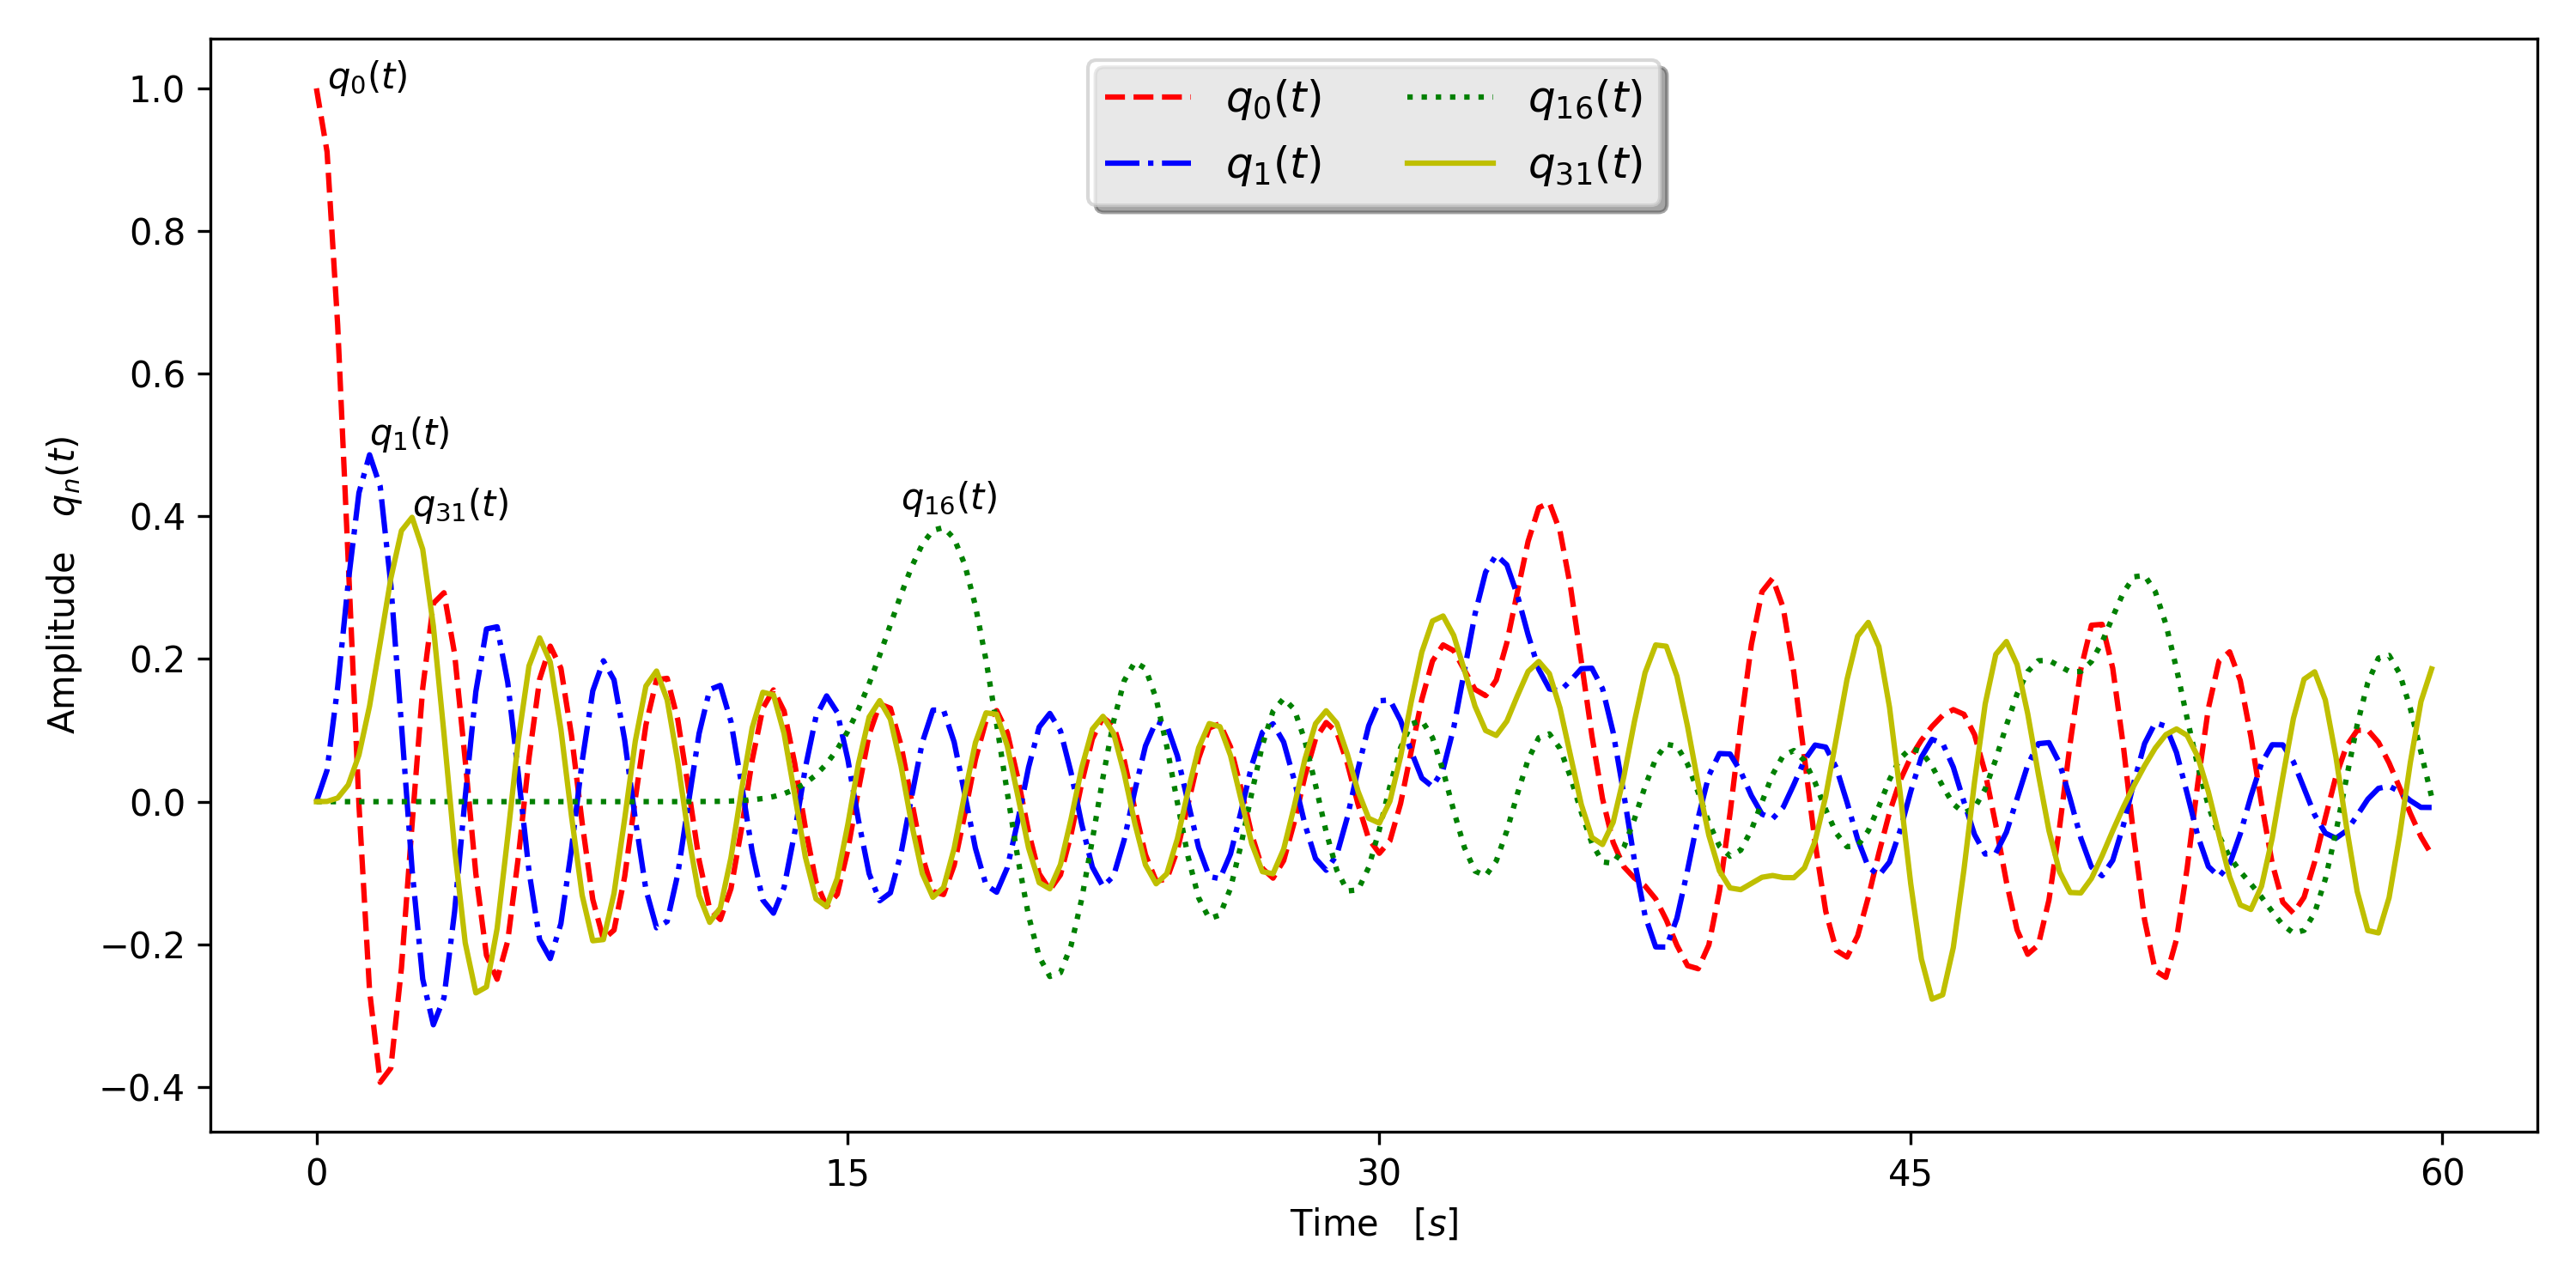 q₀(t)
q₁(t)
q₃₁(t)
q₁₆(t)
q₀(t) q₁₆(t)
q₁(t) q₃₁(t)
Amplitude qₙ(t)
1.0
0.8
0.6
0.4
0.2
0.0
−0.2
−0.4
0 15 30 45 60
Time [s]